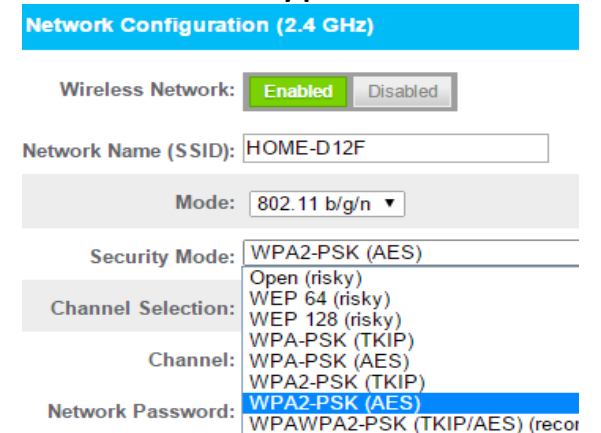 Network Configuration (2.4 GHz)
Wireless Network: Enabled Disabled
Network Name (SSID): HOME-D12F
Mode: 802.11 b/g/n
Security Mode: WPA2-PSK (AES)
Open (risky)
Channel Selection: WEP 64 (risky)
WEP 128 (risky)
WPA-PSK (TKIP)
Channel: WPA-PSK (AES)
WPA2-PSK (TKIP)
Network Password: WPA2-PSK (AES)
WPAWPA2-PSK (TKIP/AES)